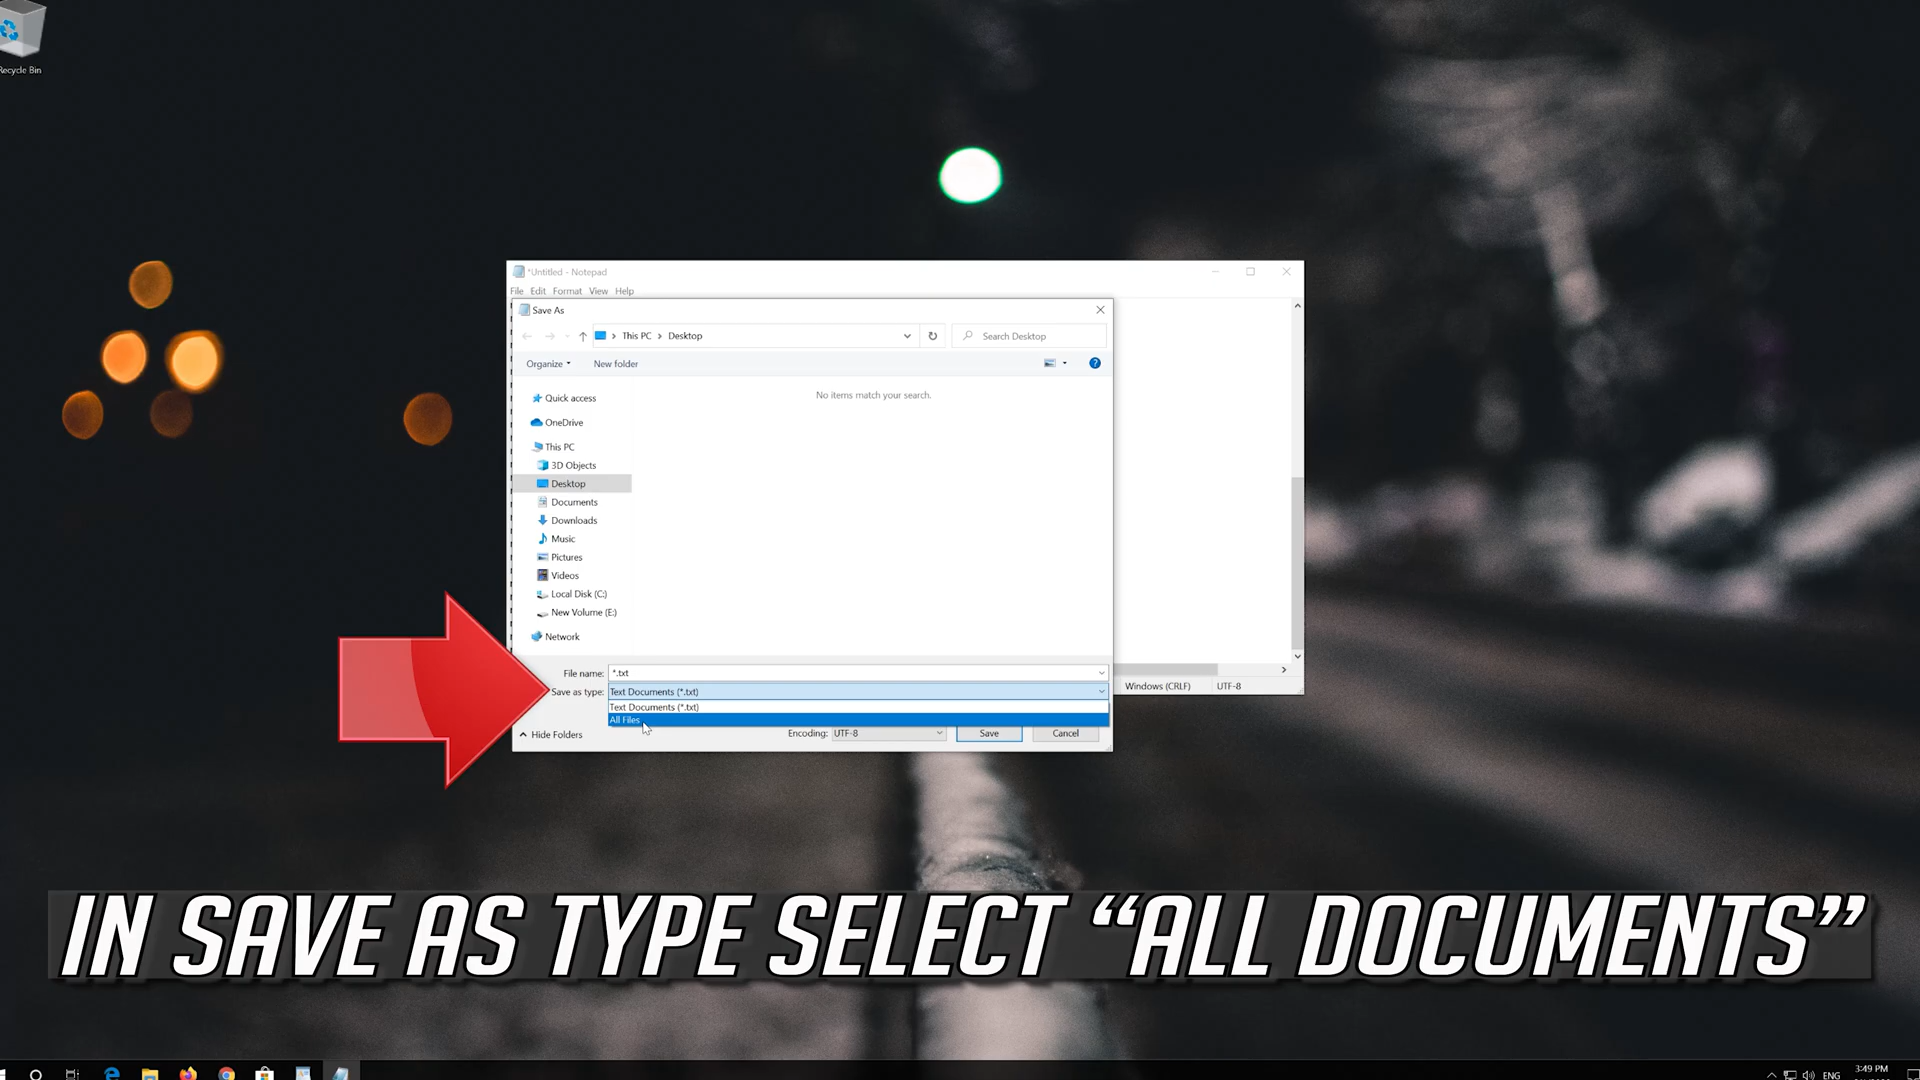 Recycle Bin
*Untitled - Notepad
File Edit Format View Help
Save As
This PC > Desktop
Search Desktop
Organize
New folder
No items match your search.
Quick access
OneDrive
This PC
3D Objects
Desktop
Documents
Downloads
Music
Pictures
Videos
Local Disk (C:)
New Volume (E:)
Network
File name: *.txt
Save as type: Text Documents (*.txt)
Text Documents (*.txt)
All Files
Hide Folders
Encoding: UTF-8
Save
Cancel
Windows (CRLF)
UTF-8
IN SAVE AS TYPE SELECT “ALL DOCUMENTS”
ENG
3:49 PM